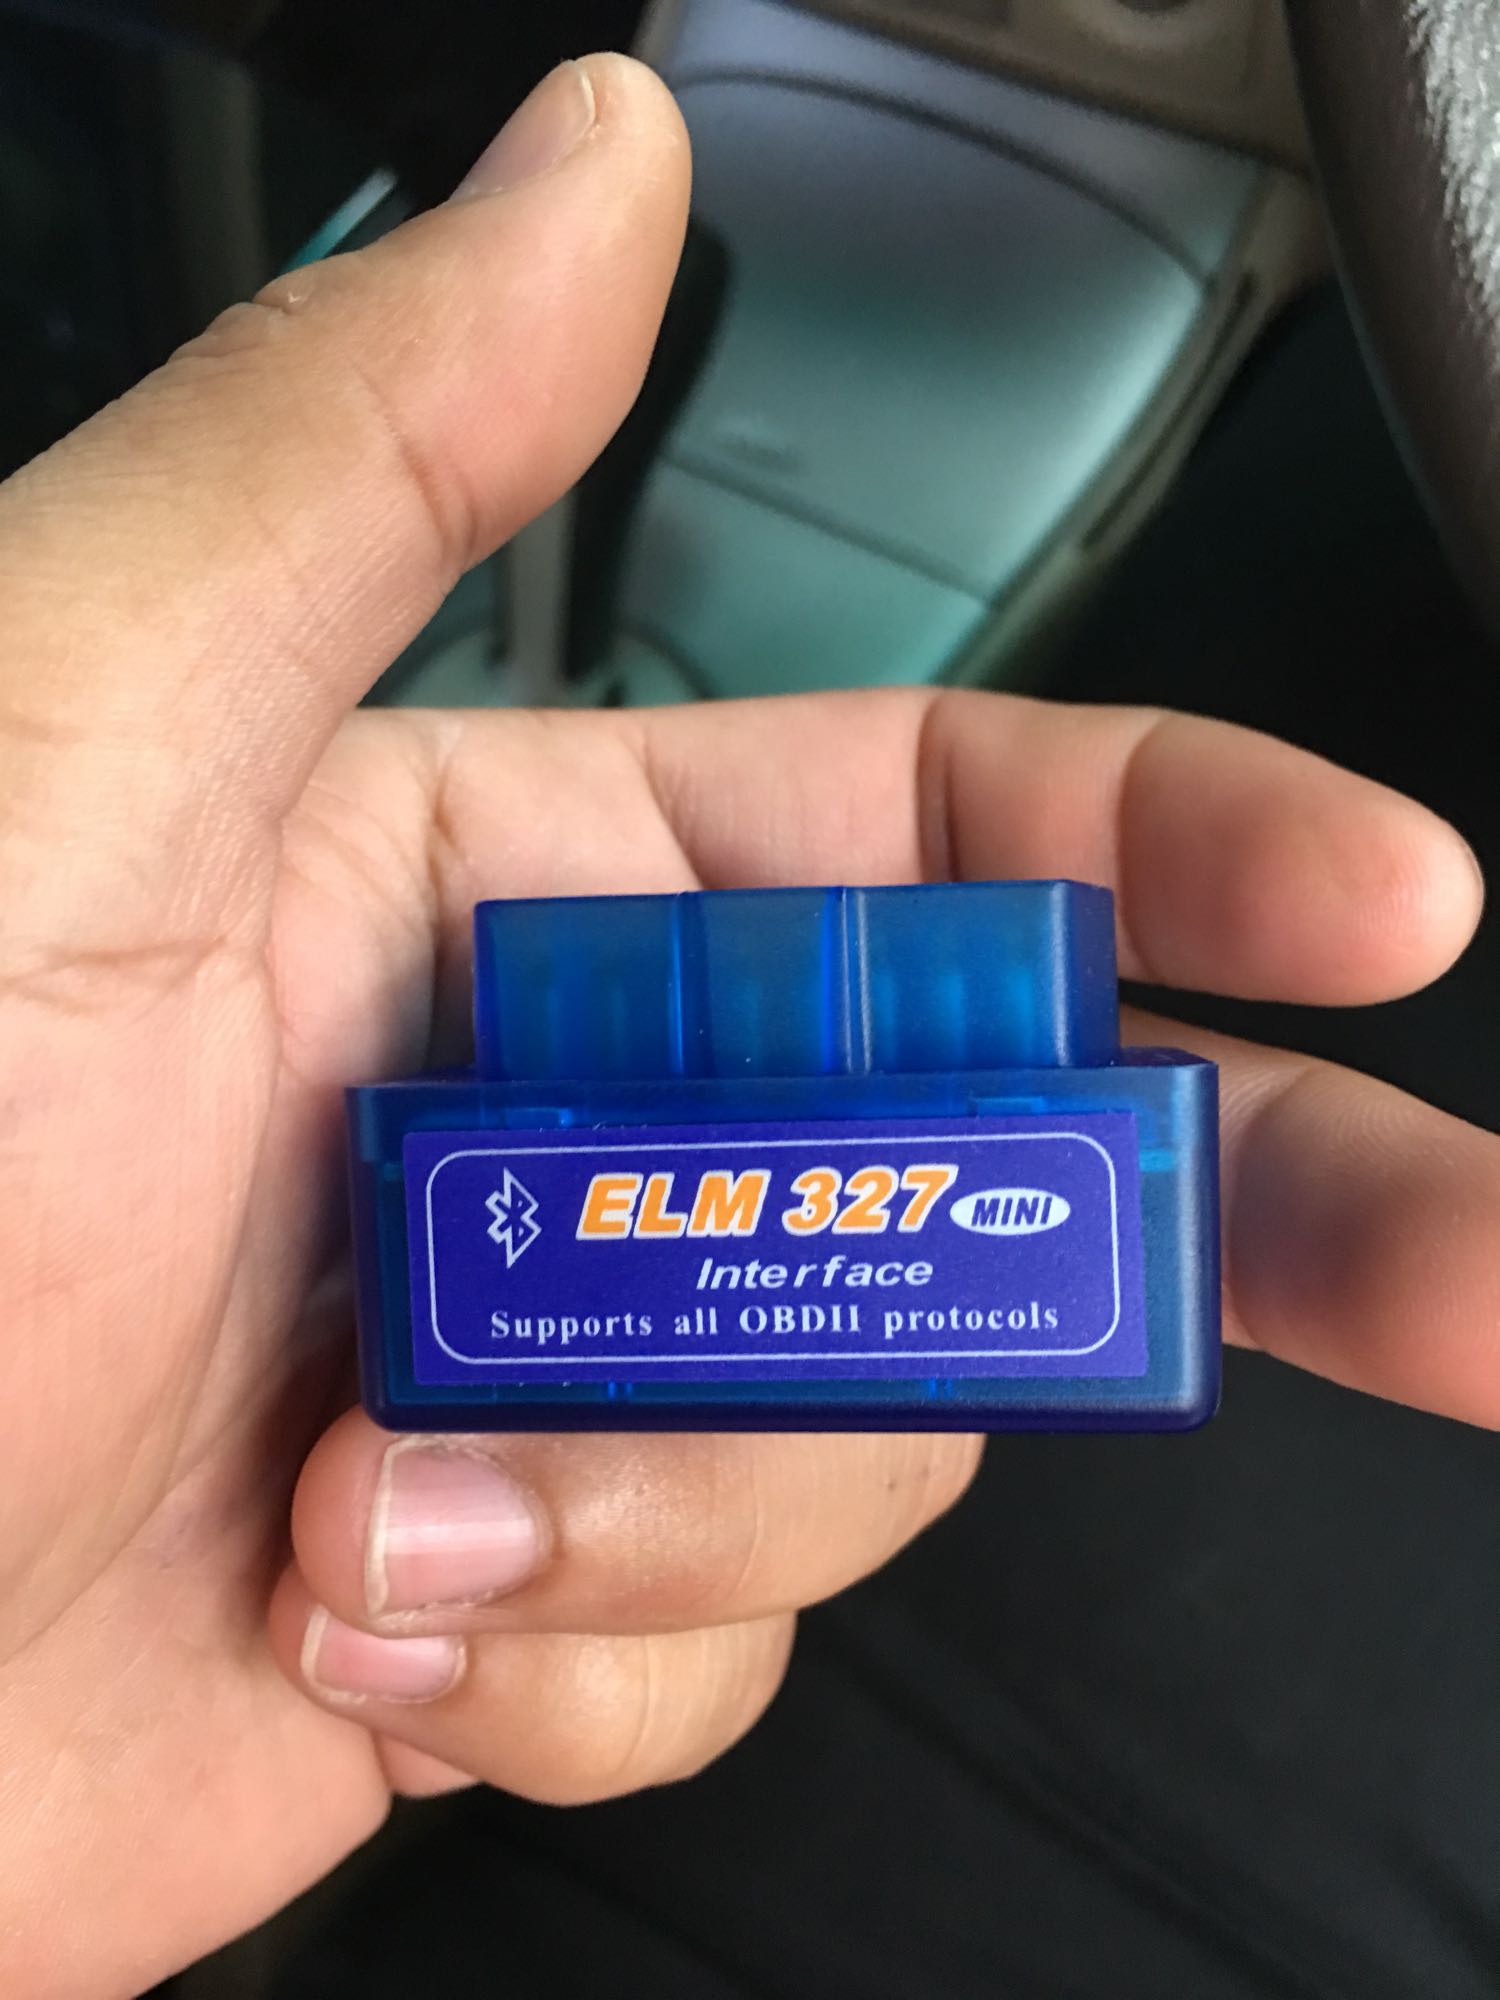 ELM 327 MINI
Interface
Supports all OBDII protocols